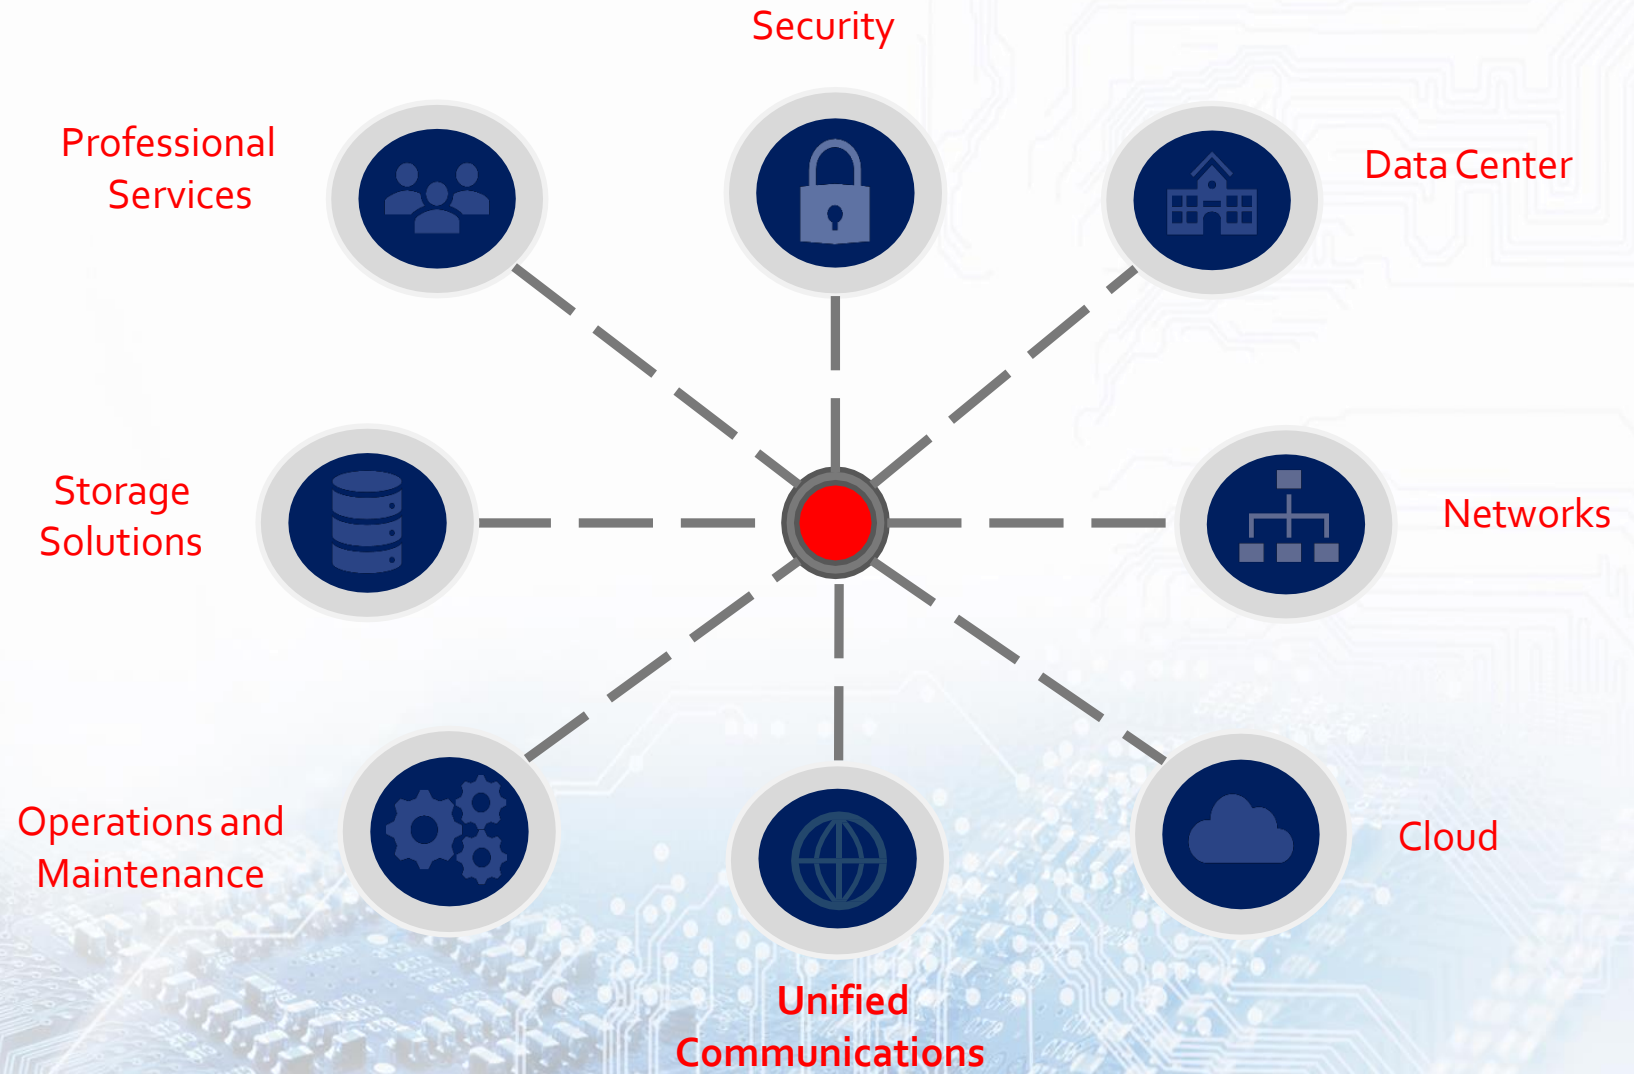 Security
Professional
Services
Data Center
Storage
Solutions
Networks
Operations and
Maintenance
Cloud
Unified
Communications